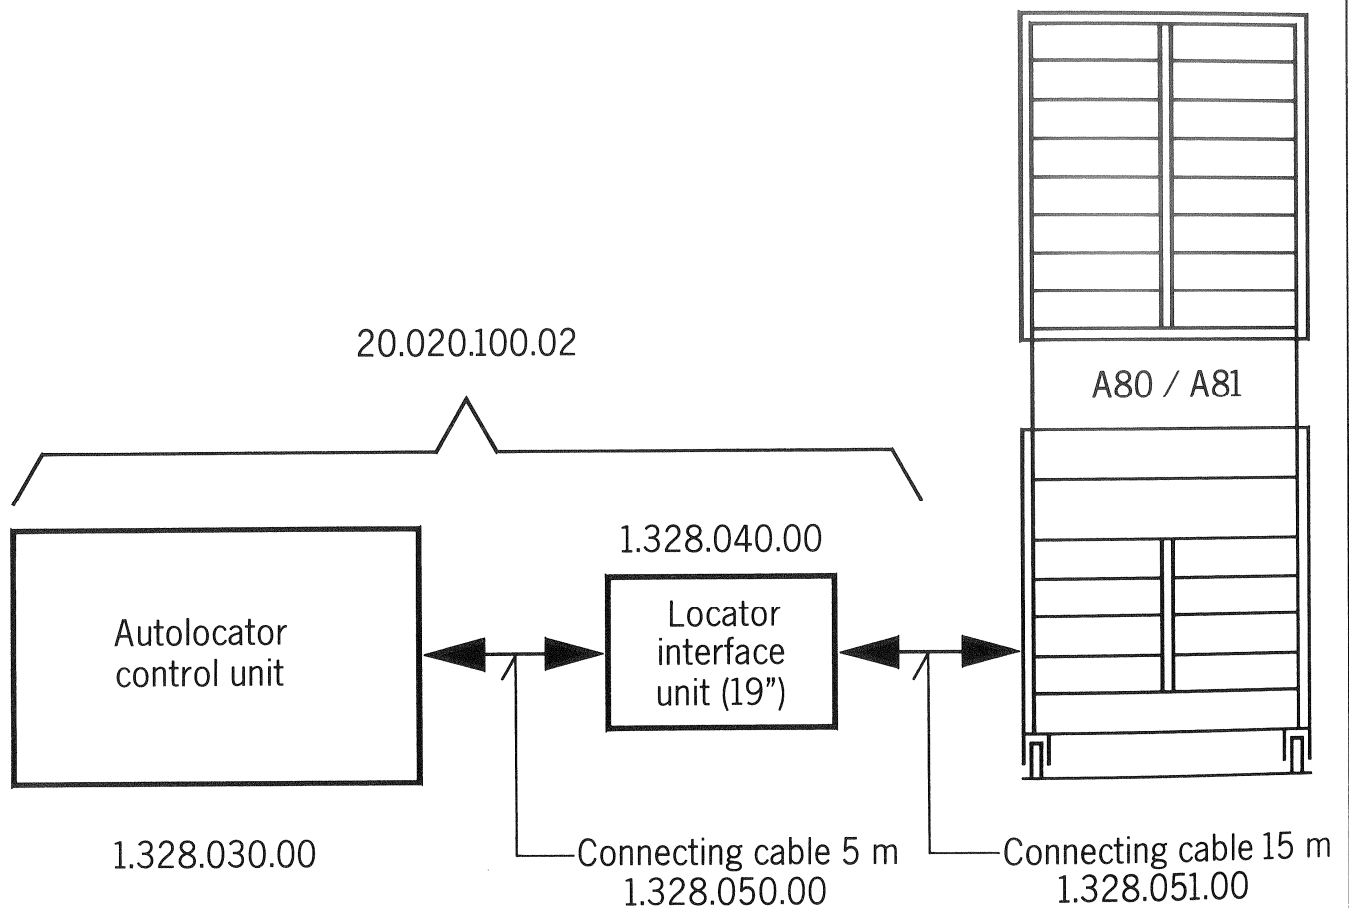 20.020.100.02
A80 / A81
1.328.040.00
Autolocator
control unit
Locator
interface
unit (19")
1.328.030.00
Connecting cable 5 m
1.328.050.00
Connecting cable 15 m
1.328.051.00